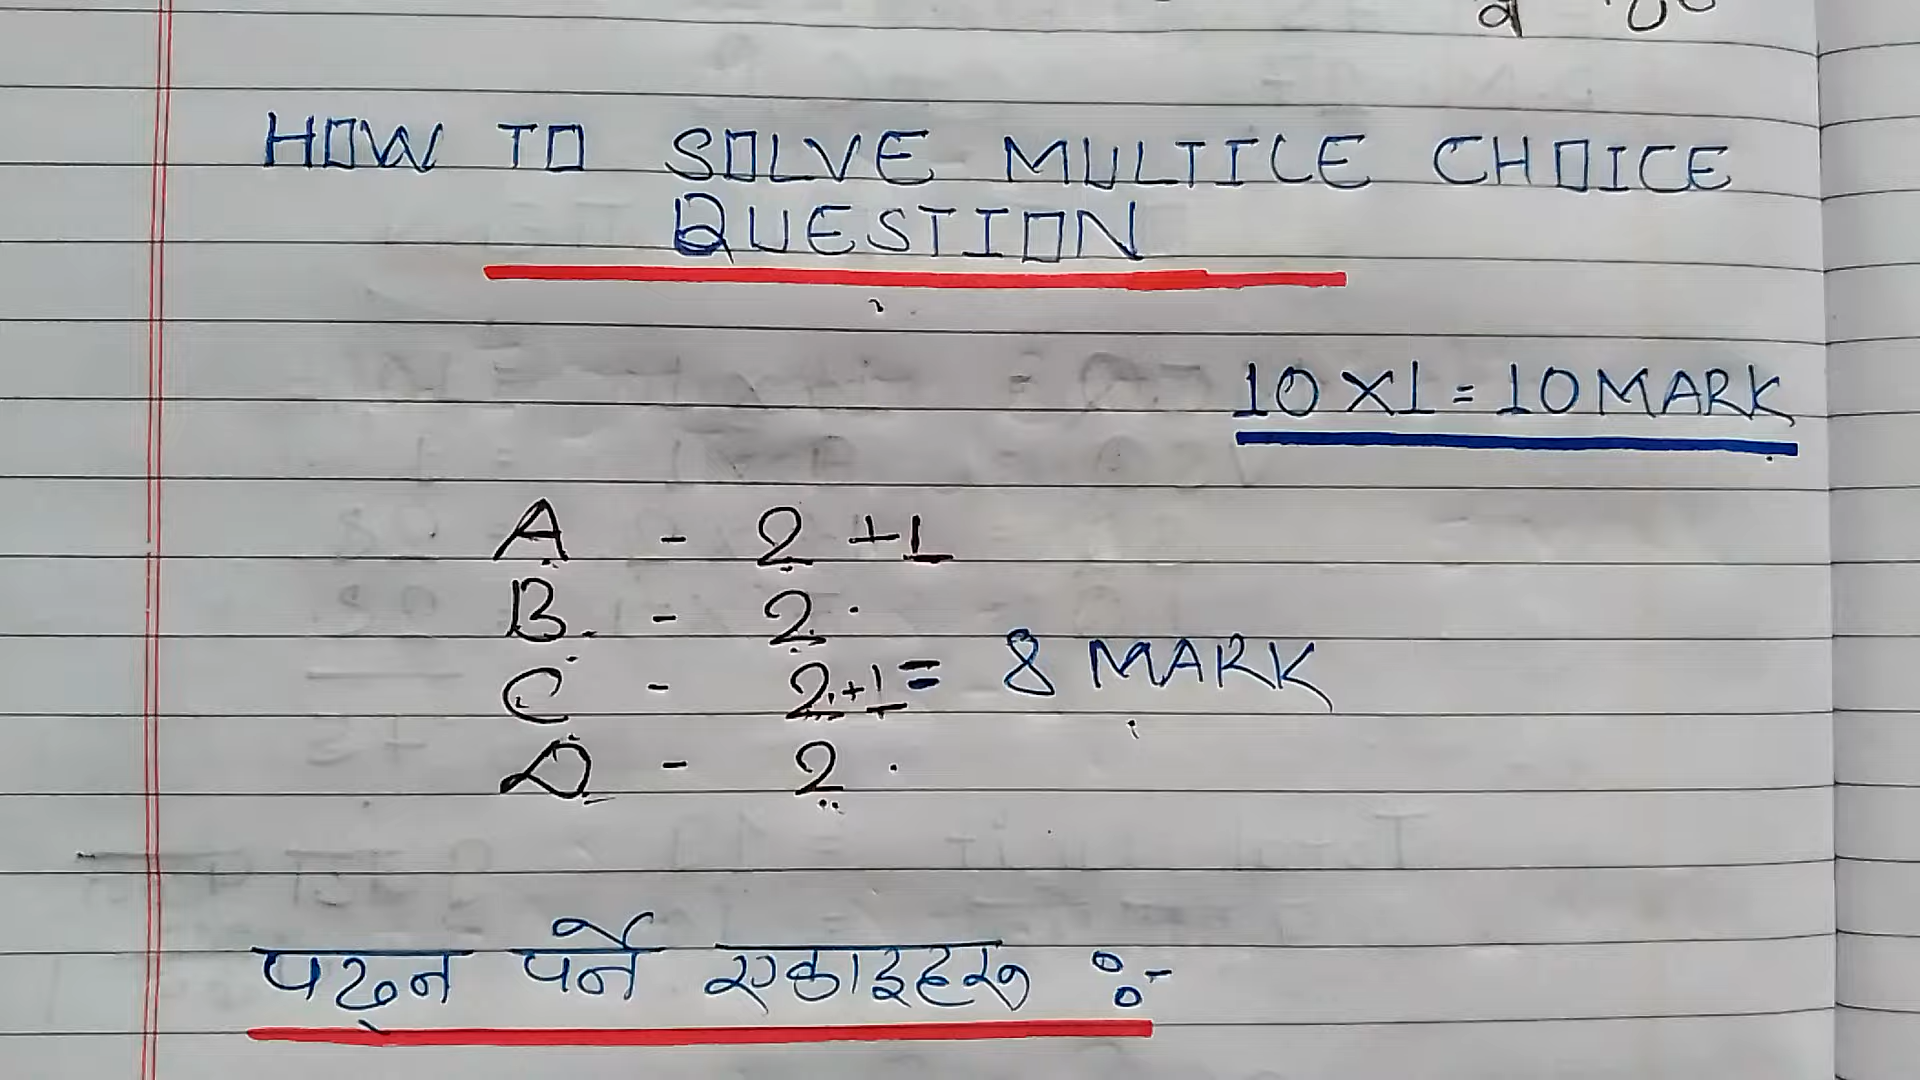 HOW TO SOLVE MULTICE CHOICE
QUESTION
10 X 1 = 10 MARK
A - 2 + 1
B. - 2.
C - 2 + 1 = 8 MARK
D - 2.
पढ्न पर्ने एकाइहरू :-